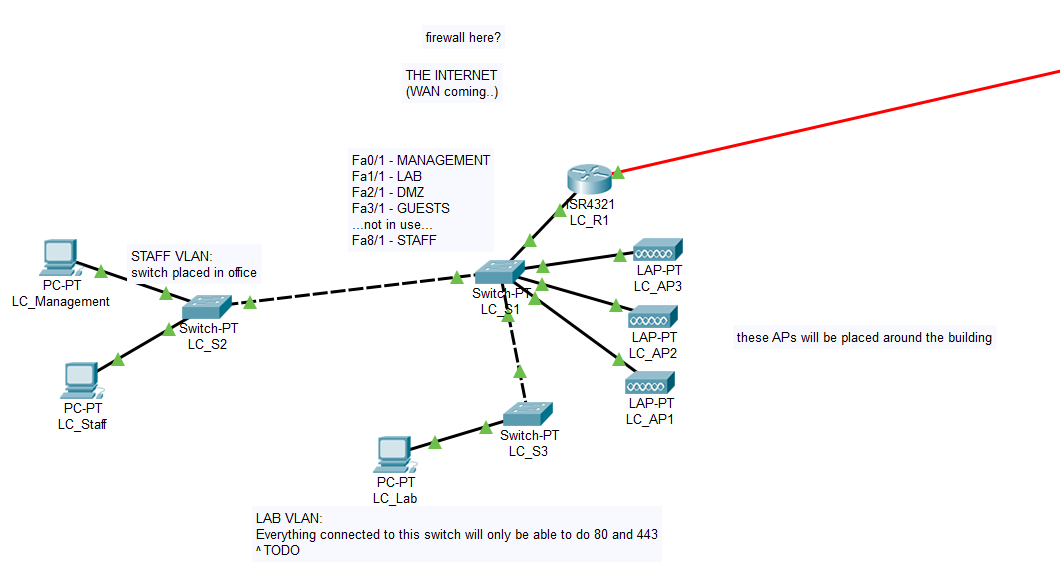 firewall here?
THE INTERNET
(WAN coming..)
Fa0/1 - MANAGEMENT
Fa1/1 - LAB
Fa2/1 - DMZ
Fa3/1 - GUESTS
...not in use...
Fa8/1 - STAFF
ISR4321
LC_R1
STAFF VLAN:
switch placed in office
PC-PT
LC_Management
Switch-PT
LC_S2
Switch-PT
LC_S1
LAP-PT
LC_AP3
LAP-PT
LC_AP2
these APs will be placed around the building
LAP-PT
LC_AP1
PC-PT
LC_Staff
Switch-PT
LC_S3
PC-PT
LC_Lab
LAB VLAN:
Everything connected to this switch will only be able to do 80 and 443
^ TODO